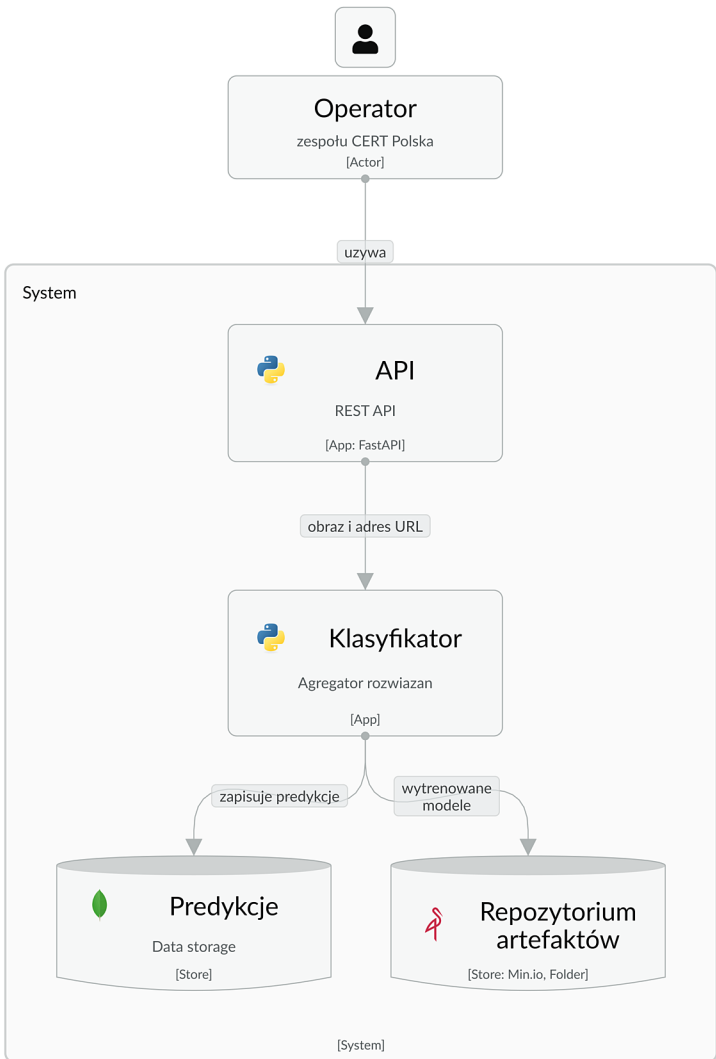 Operator
zespołu CERT Polska
[Actor]
uzywa
System
API
REST API
[App: FastAPI]
obraz i adres URL
Klasyfikator
Agregator rozwiazan
[App]
zapisuje predykcje
wytrenowane
modele
Predykcje
Data storage
[Store]
Repozytorium
artefaktów
[Store: Min.io, Folder]
[System]